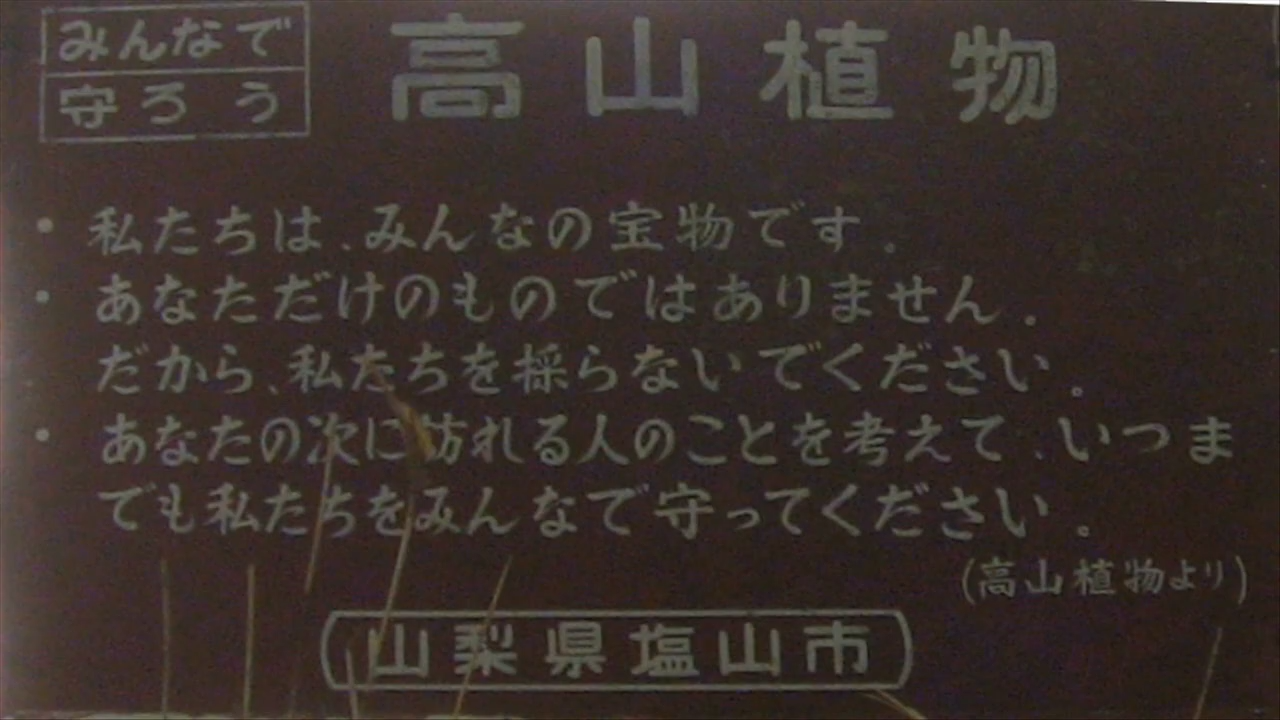 みんなで
守ろう
高山植物
・私たちは、みんなの宝物です。
・あなただけのものではありません。
だから、私たちを採らないでください。
・あなたの次に訪れる人のことを考えて、いつま
でも私たちをみんなで守ってください。
(高山植物より)
山梨県塩山市